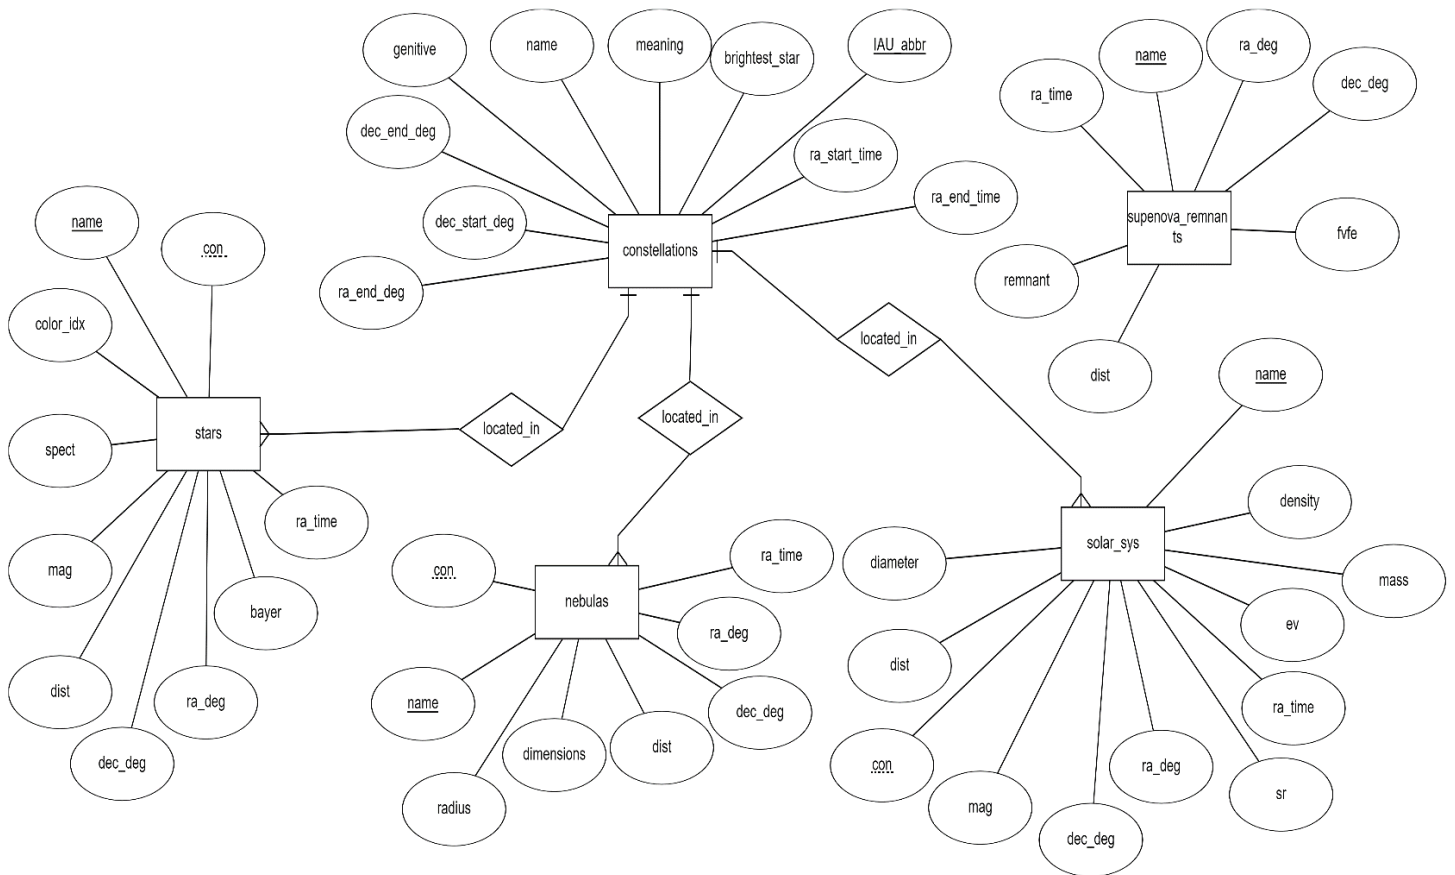 genitive
name
meaning
brightest_star
IAU_abbr
dec_end_deg
ra_start_time
dec_start_deg
ra_end_time
ra_end_deg
constellations
name
ra_deg
ra_time
dec_deg
supenova_remnan
ts
fvfe
remnant
dist
name
con
color_idx
stars
spect
mag
dist
dec_deg
ra_deg
bayer
ra_time
located_in
located_in
located_in
con
ra_time
nebulas
ra_deg
name
dec_deg
dimensions
dist
radius
name
density
solar_sys
diameter
mass
ev
dist
ra_time
con
ra_deg
mag
sr
dec_deg